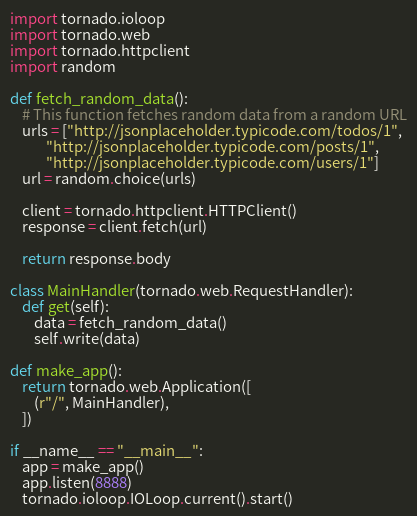 import tornado.ioloop
import tornado.web
import tornado.httpclient
import random

def fetch_random_data():
    # This function fetches random data from a random URL
    urls = ["http://jsonplaceholder.typicode.com/todos/1",
            "http://jsonplaceholder.typicode.com/posts/1",
            "http://jsonplaceholder.typicode.com/users/1"]
    url = random.choice(urls)

    client = tornado.httpclient.HTTPClient()
    response = client.fetch(url)

    return response.body

class MainHandler(tornado.web.RequestHandler):
    def get(self):
        data = fetch_random_data()
        self.write(data)

def make_app():
    return tornado.web.Application([
        (r"/", MainHandler),
    ])

if __name__ == "__main__":
    app = make_app()
    app.listen(8888)
    tornado.ioloop.IOLoop.current().start()